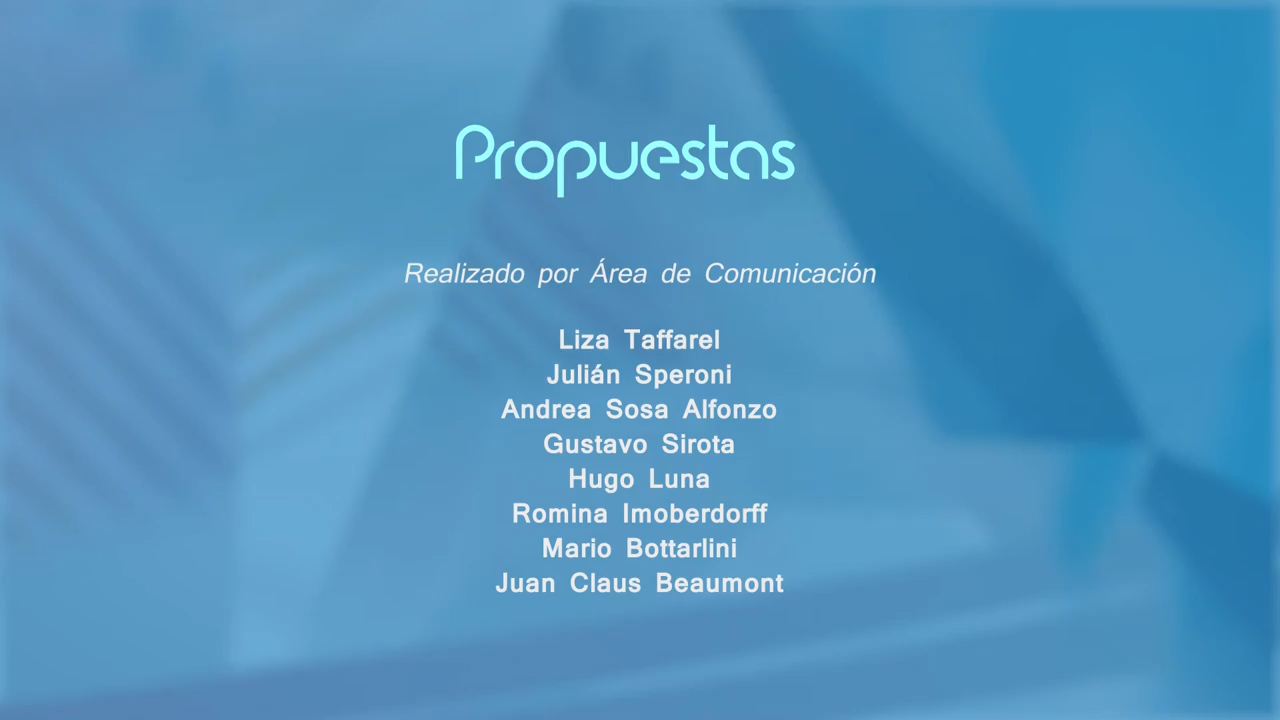 Propuestas
Realizado por Área de Comunicación
Liza Taffarel
Julián Speroni
Andrea Sosa Alfonzo
Gustavo Sirota
Hugo Luna
Romina Imoberdorff
Mario Bottarlini
Juan Claus Beaumont